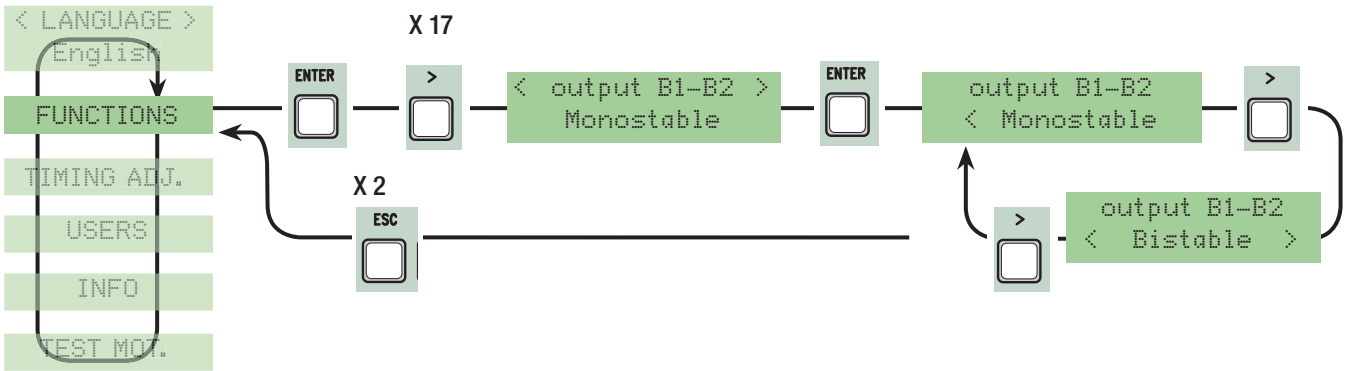 < LANGUAGE >
English
FUNCTIONS
TIMING ADJ.
USERS
INFO
TEST MOT.
ENTER
X 17
>
< output B1–B2 >
Monostable
ENTER
output B1–B2
< Monostable
>
output B1–B2
< Bistable >
>
X 2
ESC